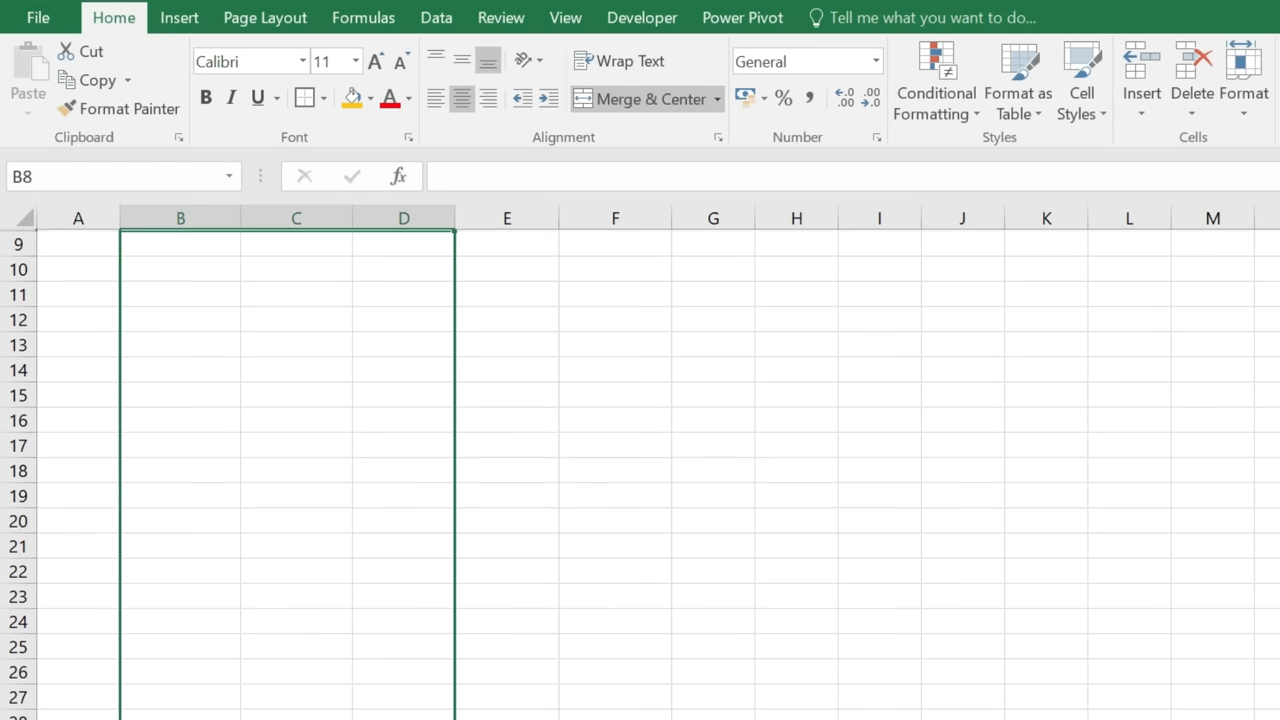 File Home Insert Page Layout Formulas Data Review View Developer Power Pivot Tell me what you want to do...
Paste
Cut
Copy
Format Painter
Clipboard
Calibri 11
B I U
Font
Wrap Text
Merge & Center
Alignment
General
Number
Conditional Formatting
Format as Table
Cell Styles
Styles
Insert Delete Format
Cells
B8 fx
A B C D E F G H I J K L M
9
10
11
12
13
14
15
16
17
18
19
20
21
22
23
24
25
26
27